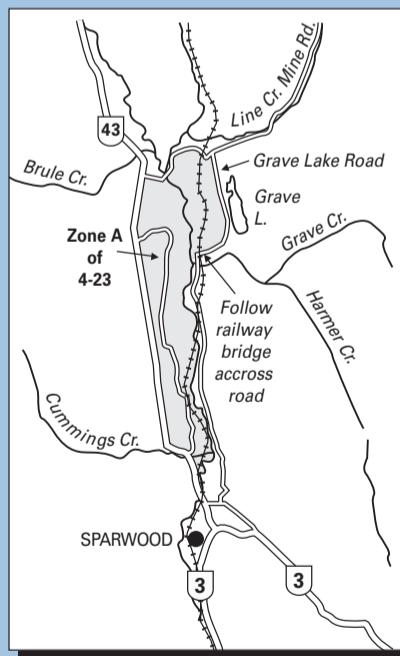 Line Cr. Mine Rd.
43
Grave Lake Road
Brule Cr.
Grave
L.
Grave Cr.
Zone A
of
4-23
Follow
railway
bridge
accross
road
Harmer Cr.
Cummings Cr.
SPARWOOD
3
3